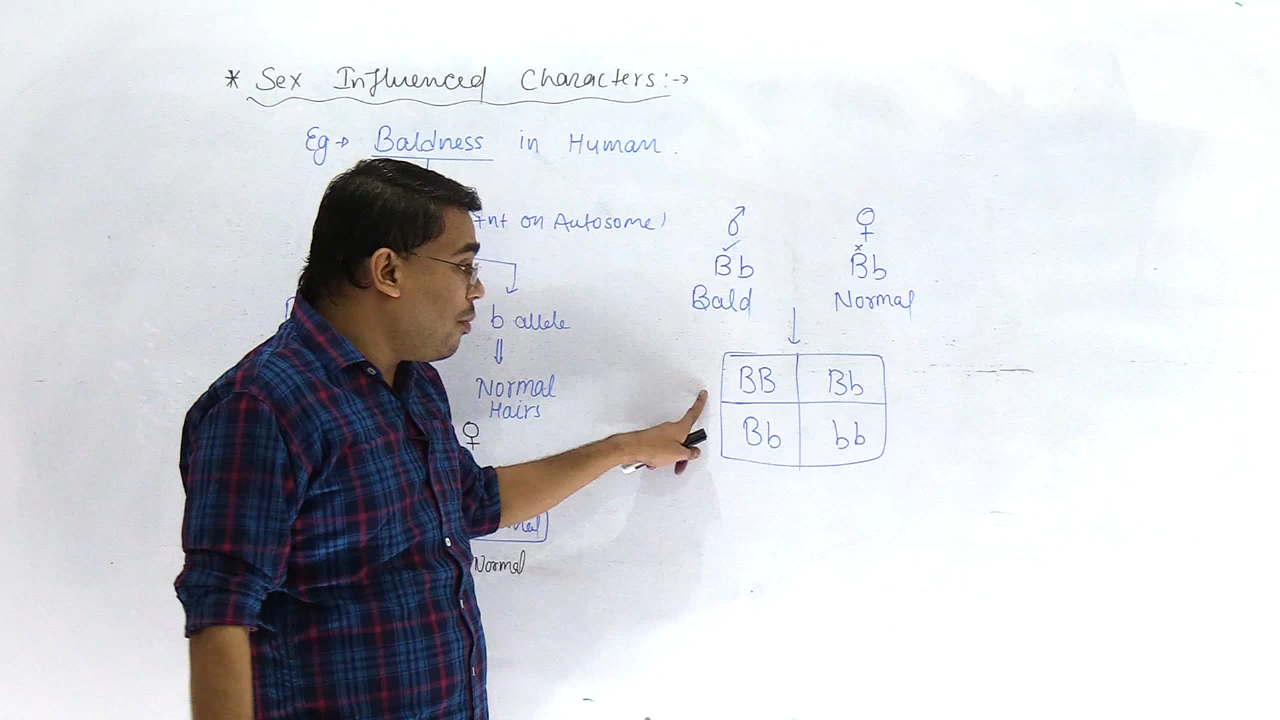 * Sex Influenced Characters :→
Eg → Baldness in Human .
on Autosome)
b allele
Normal
Hairs
♀
Normal
♂ ♀
Bb Bb
Bald Normal
BB Bb
Bb bb